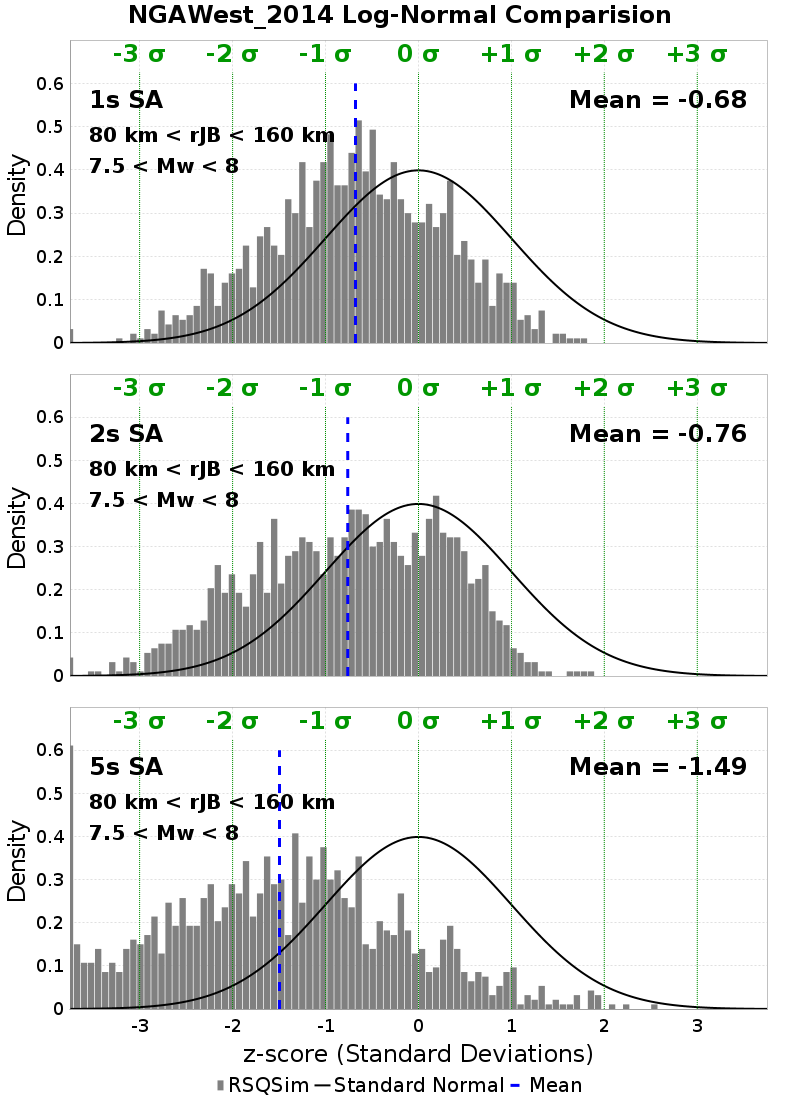 NGAWest_2014 Log-Normal Comparision
-3 σ -2 σ -1 σ 0 σ +1 σ +2 σ +3 σ
0.6
1s SA Mean = -0.68
0.5
80 km < rJB < 160 km
7.5 < Mw < 8
0.4
0.3
0.2
0.1
0
Density
-3 σ -2 σ -1 σ 0 σ +1 σ +2 σ +3 σ
0.6
2s SA Mean = -0.76
0.5
80 km < rJB < 160 km
7.5 < Mw < 8
0.4
0.3
0.2
0.1
0
Density
-3 σ -2 σ -1 σ 0 σ +1 σ +2 σ +3 σ
0.6
5s SA Mean = -1.49
0.5
80 km < rJB < 160 km
7.5 < Mw < 8
0.4
0.3
0.2
0.1
0
Density
-3 -2 -1 0 1 2 3
z-score (Standard Deviations)
RSQSim Standard Normal Mean